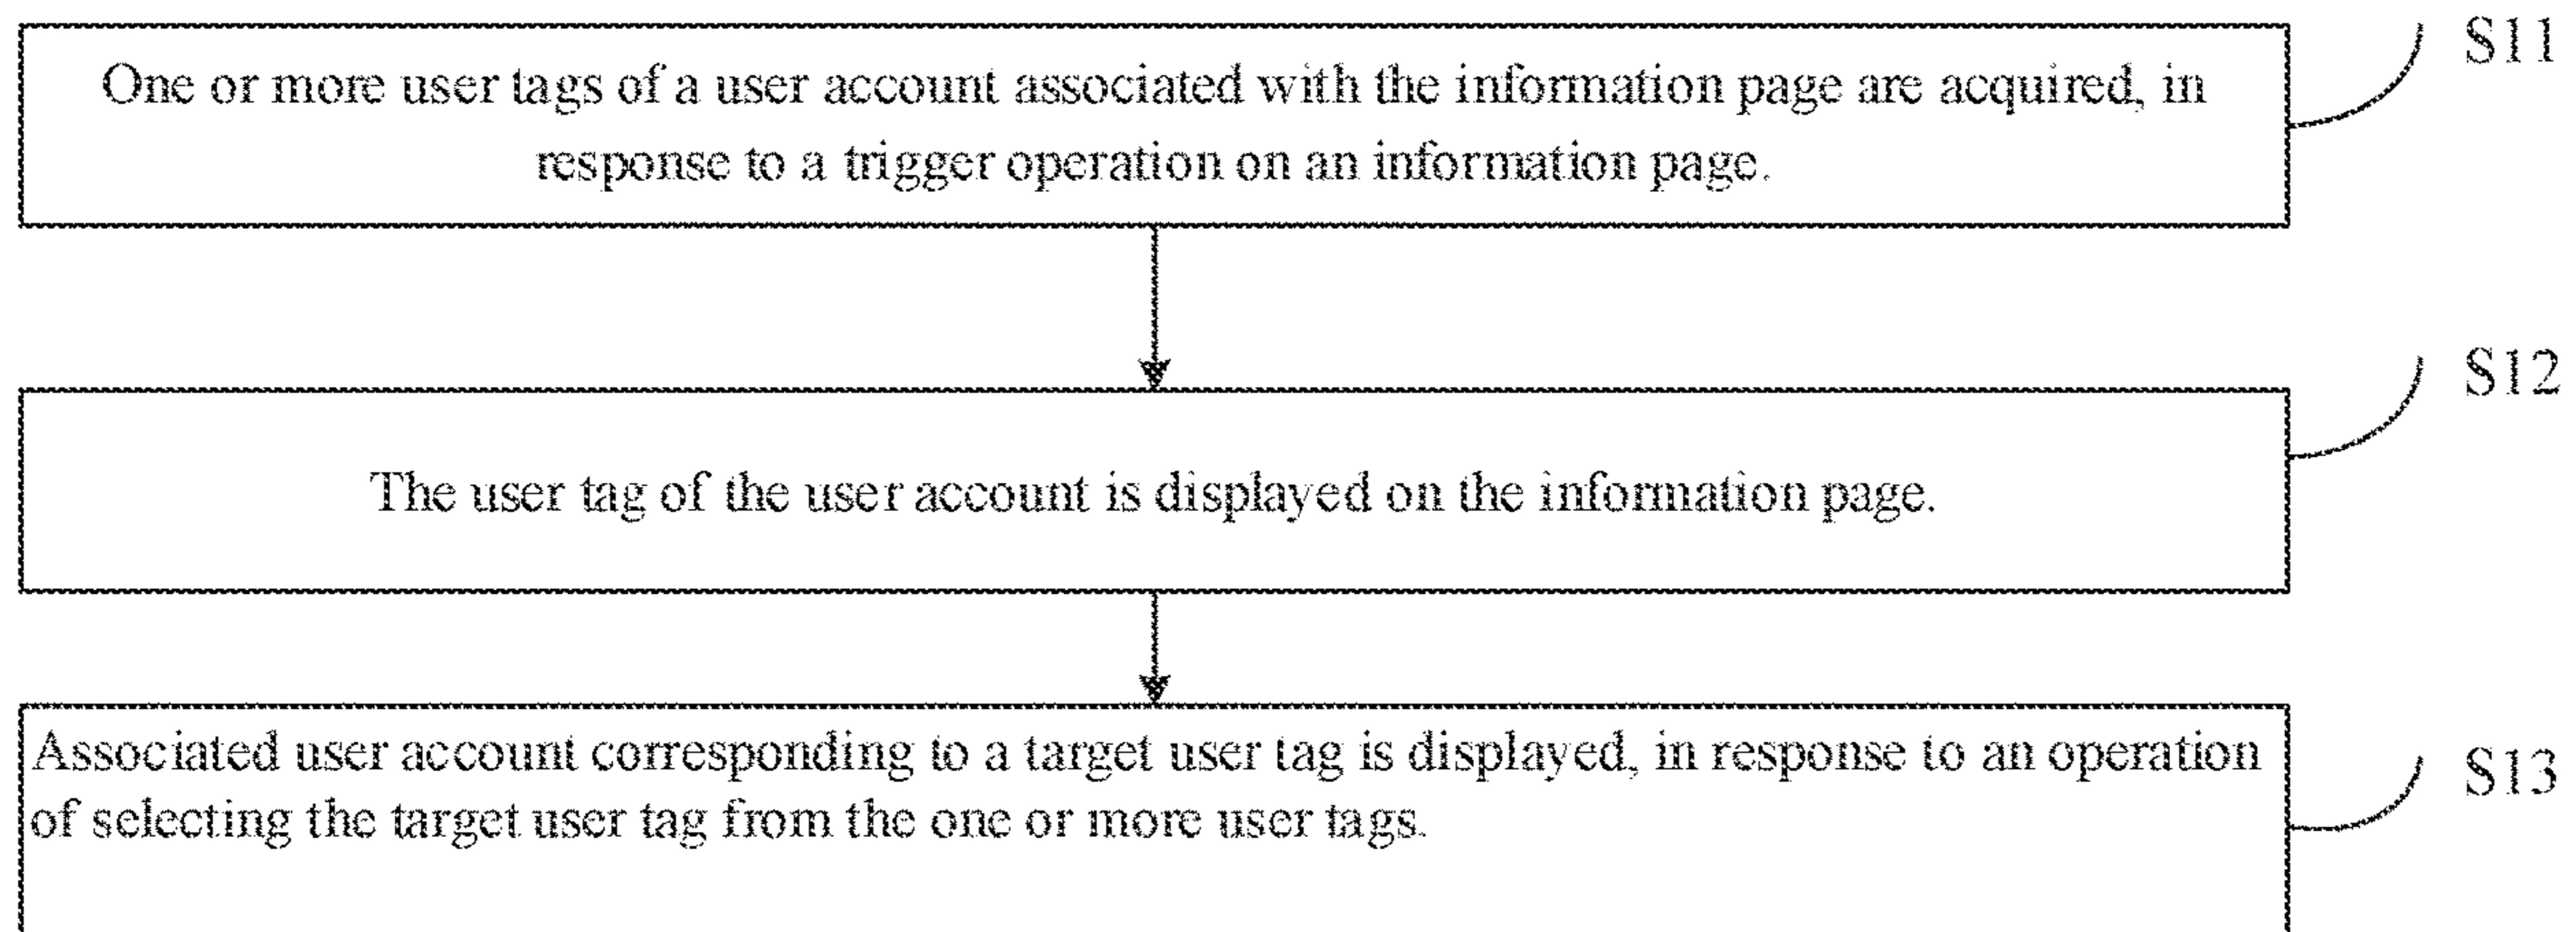 One or more user tags of a user account associated with the information page are acquired, in
response to a trigger operation on an information page.
S11
The user tag of the user account is displayed on the information page.
S12
Associated user account corresponding to a target user tag is displayed, in response to an operation
of selecting the target user tag from the one or more user tags.
S13